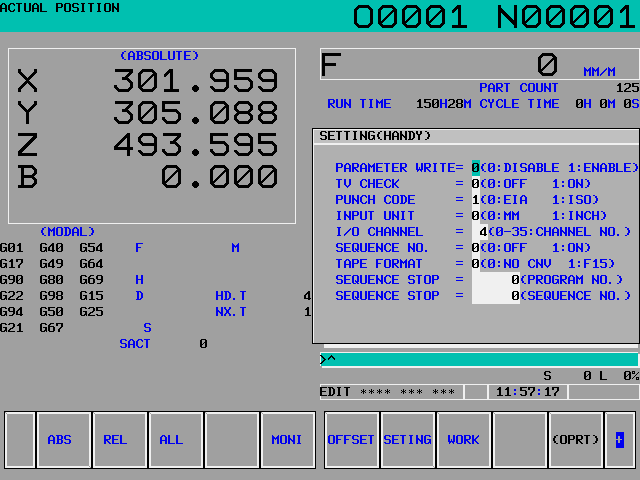 ACTUAL POSITION O0001 N00001
(ABSOLUTE)
X 301.959
Y 305.088
Z 493.595
B 0.000
F 0 MM/M
PART COUNT 125
RUN TIME 150H28M CYCLE TIME 0H 0M 0S
SETTING(HANDY)
PARAMETER WRITE= 0(0:DISABLE 1:ENABLE)
TV CHECK = 0(0:OFF 1:ON)
PUNCH CODE = 1(0:EIA 1:ISO)
INPUT UNIT = 0(0:MM 1:INCH)
I/O CHANNEL = 4(0-35:CHANNEL NO.)
SEQUENCE NO. = 0(0:OFF 1:ON)
TAPE FORMAT = 0(0:NO CNV 1:F15)
SEQUENCE STOP = 0(PROGRAM NO.)
SEQUENCE STOP = 0(SEQUENCE NO.)
(MODAL)
G01 G40 G54 F M
G17 G49 G64
G90 G80 G69 H
G22 G98 G15 D HD.T 4
G94 G50 G25 NX.T 1
G21 G67 S
SACT 0
>^
S 0 L 0%
EDIT **** *** *** 11:57:17
ABS REL ALL MONI OFFSET SETING WORK (OPRT) +